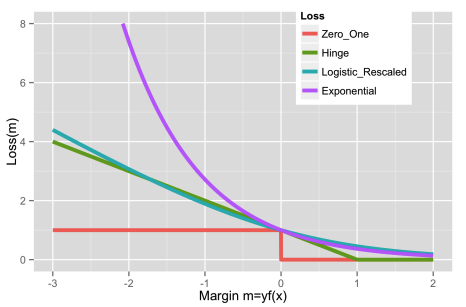 Loss
Zero_One
Hinge
Logistic_Rescaled
Exponential
8
6
4
2
0
Loss(m)
-3 -2 -1 0 1 2
Margin m=yf(x)